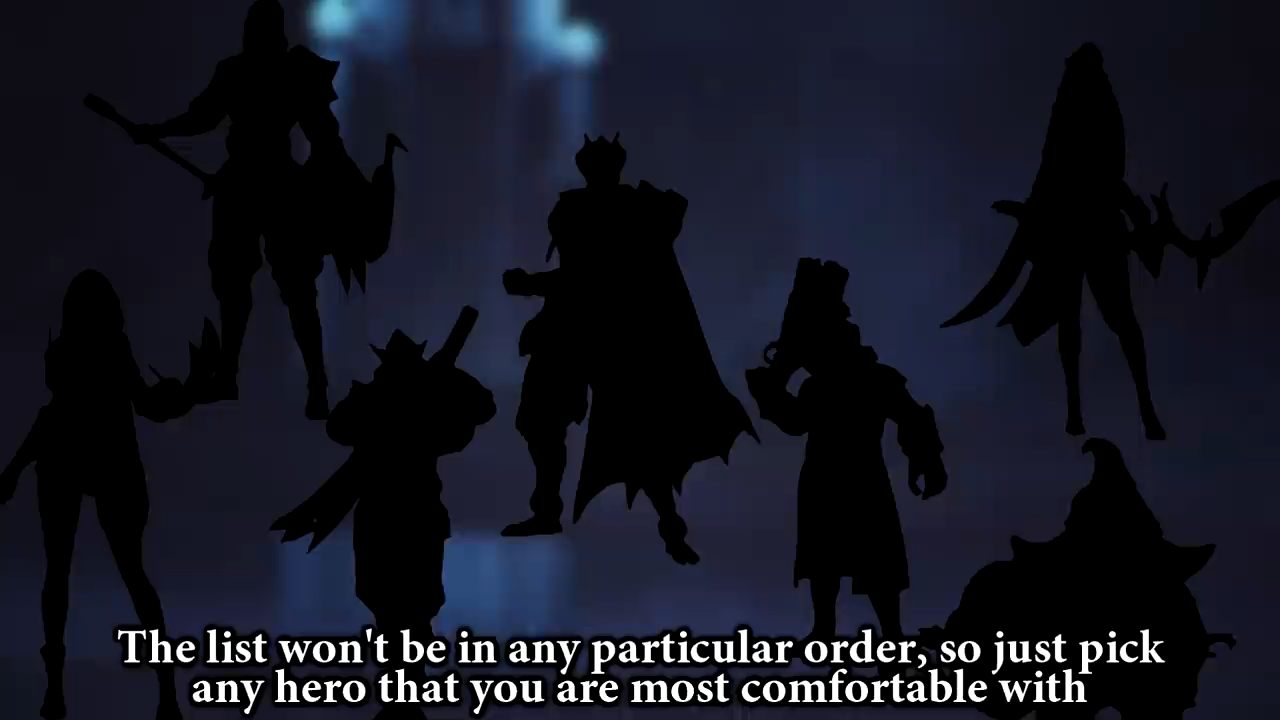 The list won't be in any particular order, so just pick
any hero that you are most comfortable with